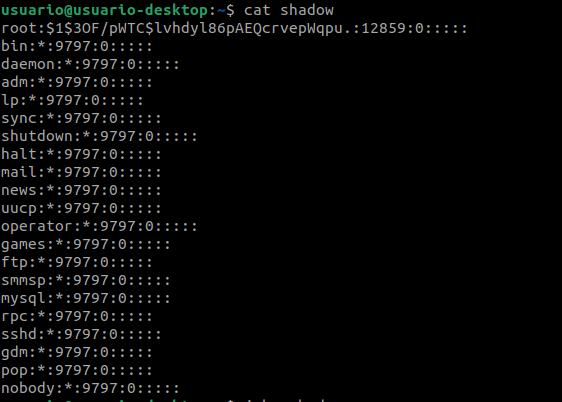 usuario@usuario-desktop:~$ cat shadow
root:$1$3OF/pWTC$lvhdyl86pAEQcrvepWqpu.:12859:0:::::
bin:*:9797:0:::::
daemon:*:9797:0:::::
adm:*:9797:0:::::
lp:*:9797:0:::::
sync:*:9797:0:::::
shutdown:*:9797:0:::::
halt:*:9797:0:::::
mail:*:9797:0:::::
news:*:9797:0:::::
uucp:*:9797:0:::::
operator:*:9797:0:::::
games:*:9797:0:::::
ftp:*:9797:0:::::
smmsp:*:9797:0:::::
mysql:*:9797:0:::::
rpc:*:9797:0:::::
sshd:*:9797:0:::::
gdm:*:9797:0:::::
pop:*:9797:0:::::
nobody:*:9797:0:::::